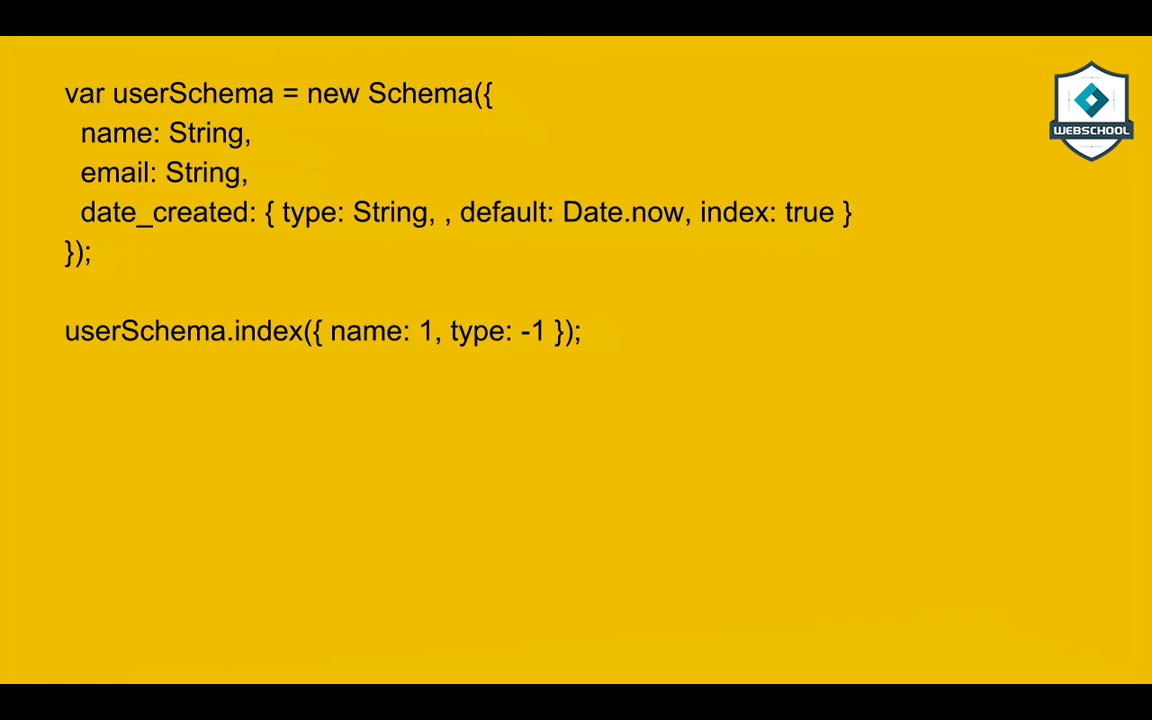 var userSchema = new Schema({
name: String,
email: String,
date_created: { type: String, , default: Date.now, index: true }
});
userSchema.index({ name: 1, type: -1 });
WEBSCHOOL